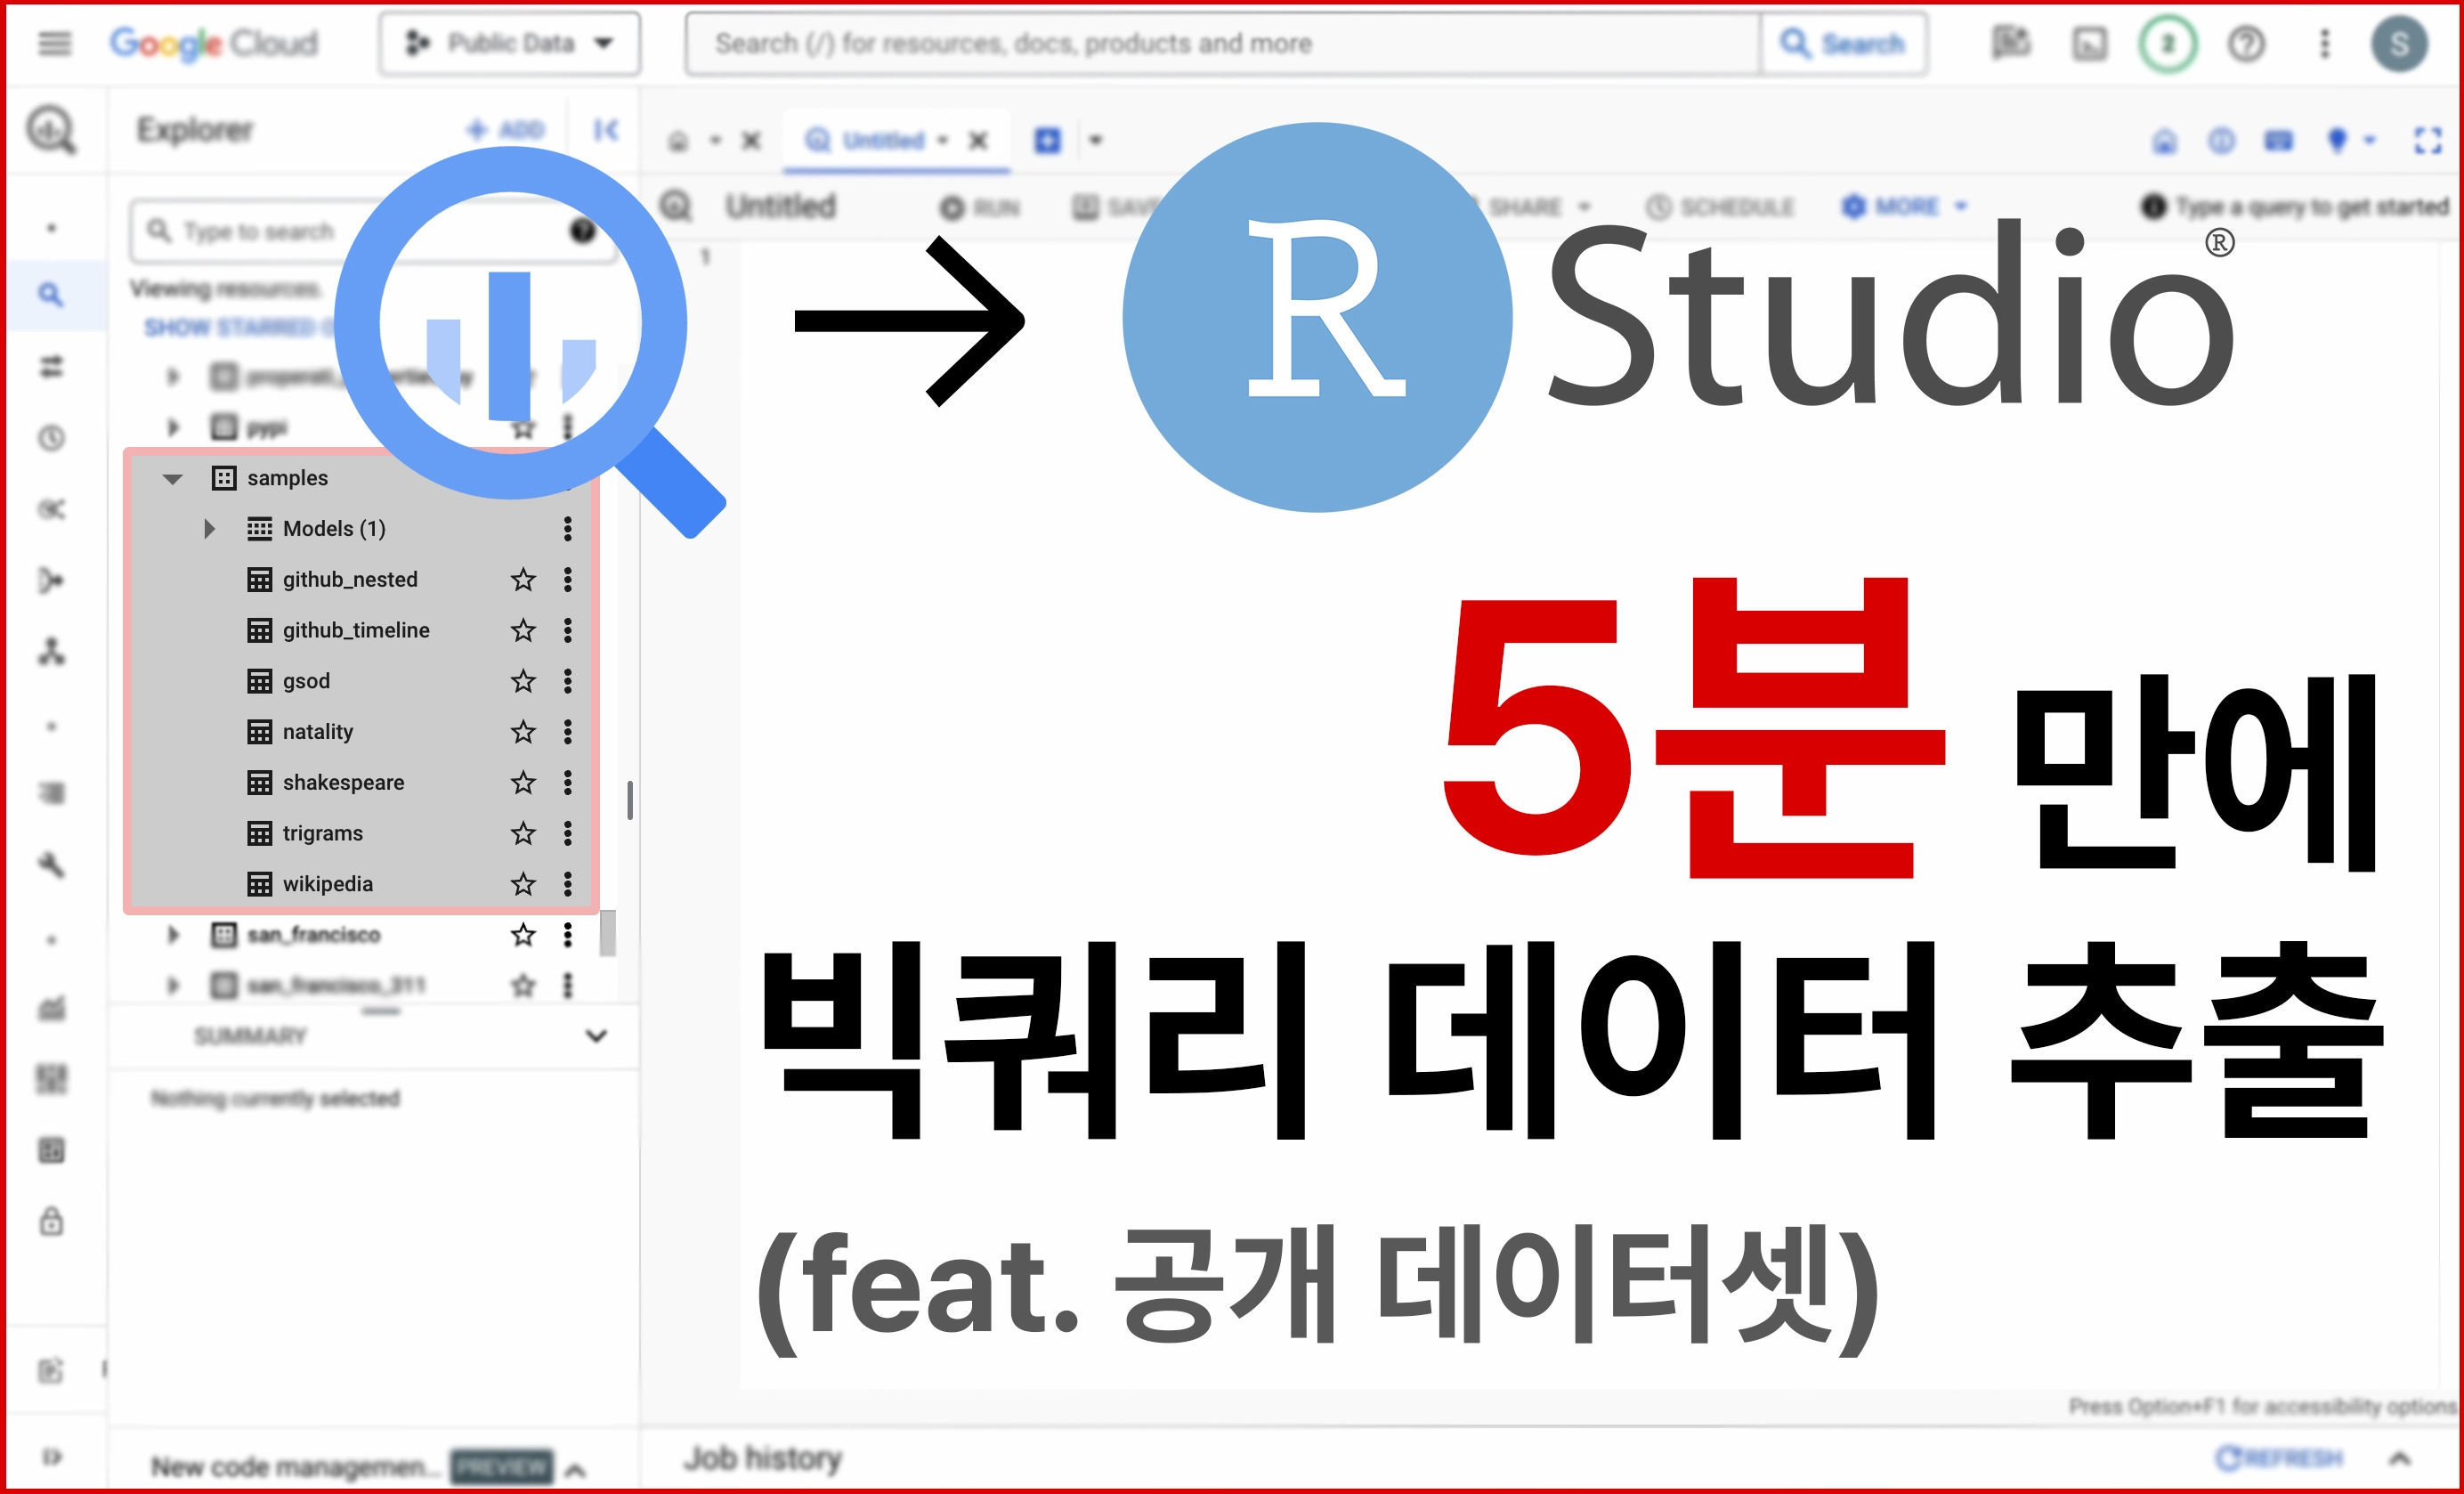 Google Cloud
Public Data
Search (/) for resources, docs, products and more
Search
2
S
Explorer
+ ADD
Untitled
Untitled
RUN
SAVE
SHARE
SCHEDULE
MORE
Type a query to get started
Type to search
Viewing resources.
SHOW STARRED
1
R Studio®
pypi
samples
Models (1)
github_nested
github_timeline
gsod
natality
shakespeare
trigrams
wikipedia
san_francisco
san_francisco_311
SUMMARY
Nothing currently selected
5분 만에
빅쿼리 데이터 추출
(feat. 공개 데이터셋)
Press Option+F1 for accessibility options
New code managemen...
PREVIEW
Job history
REFRESH